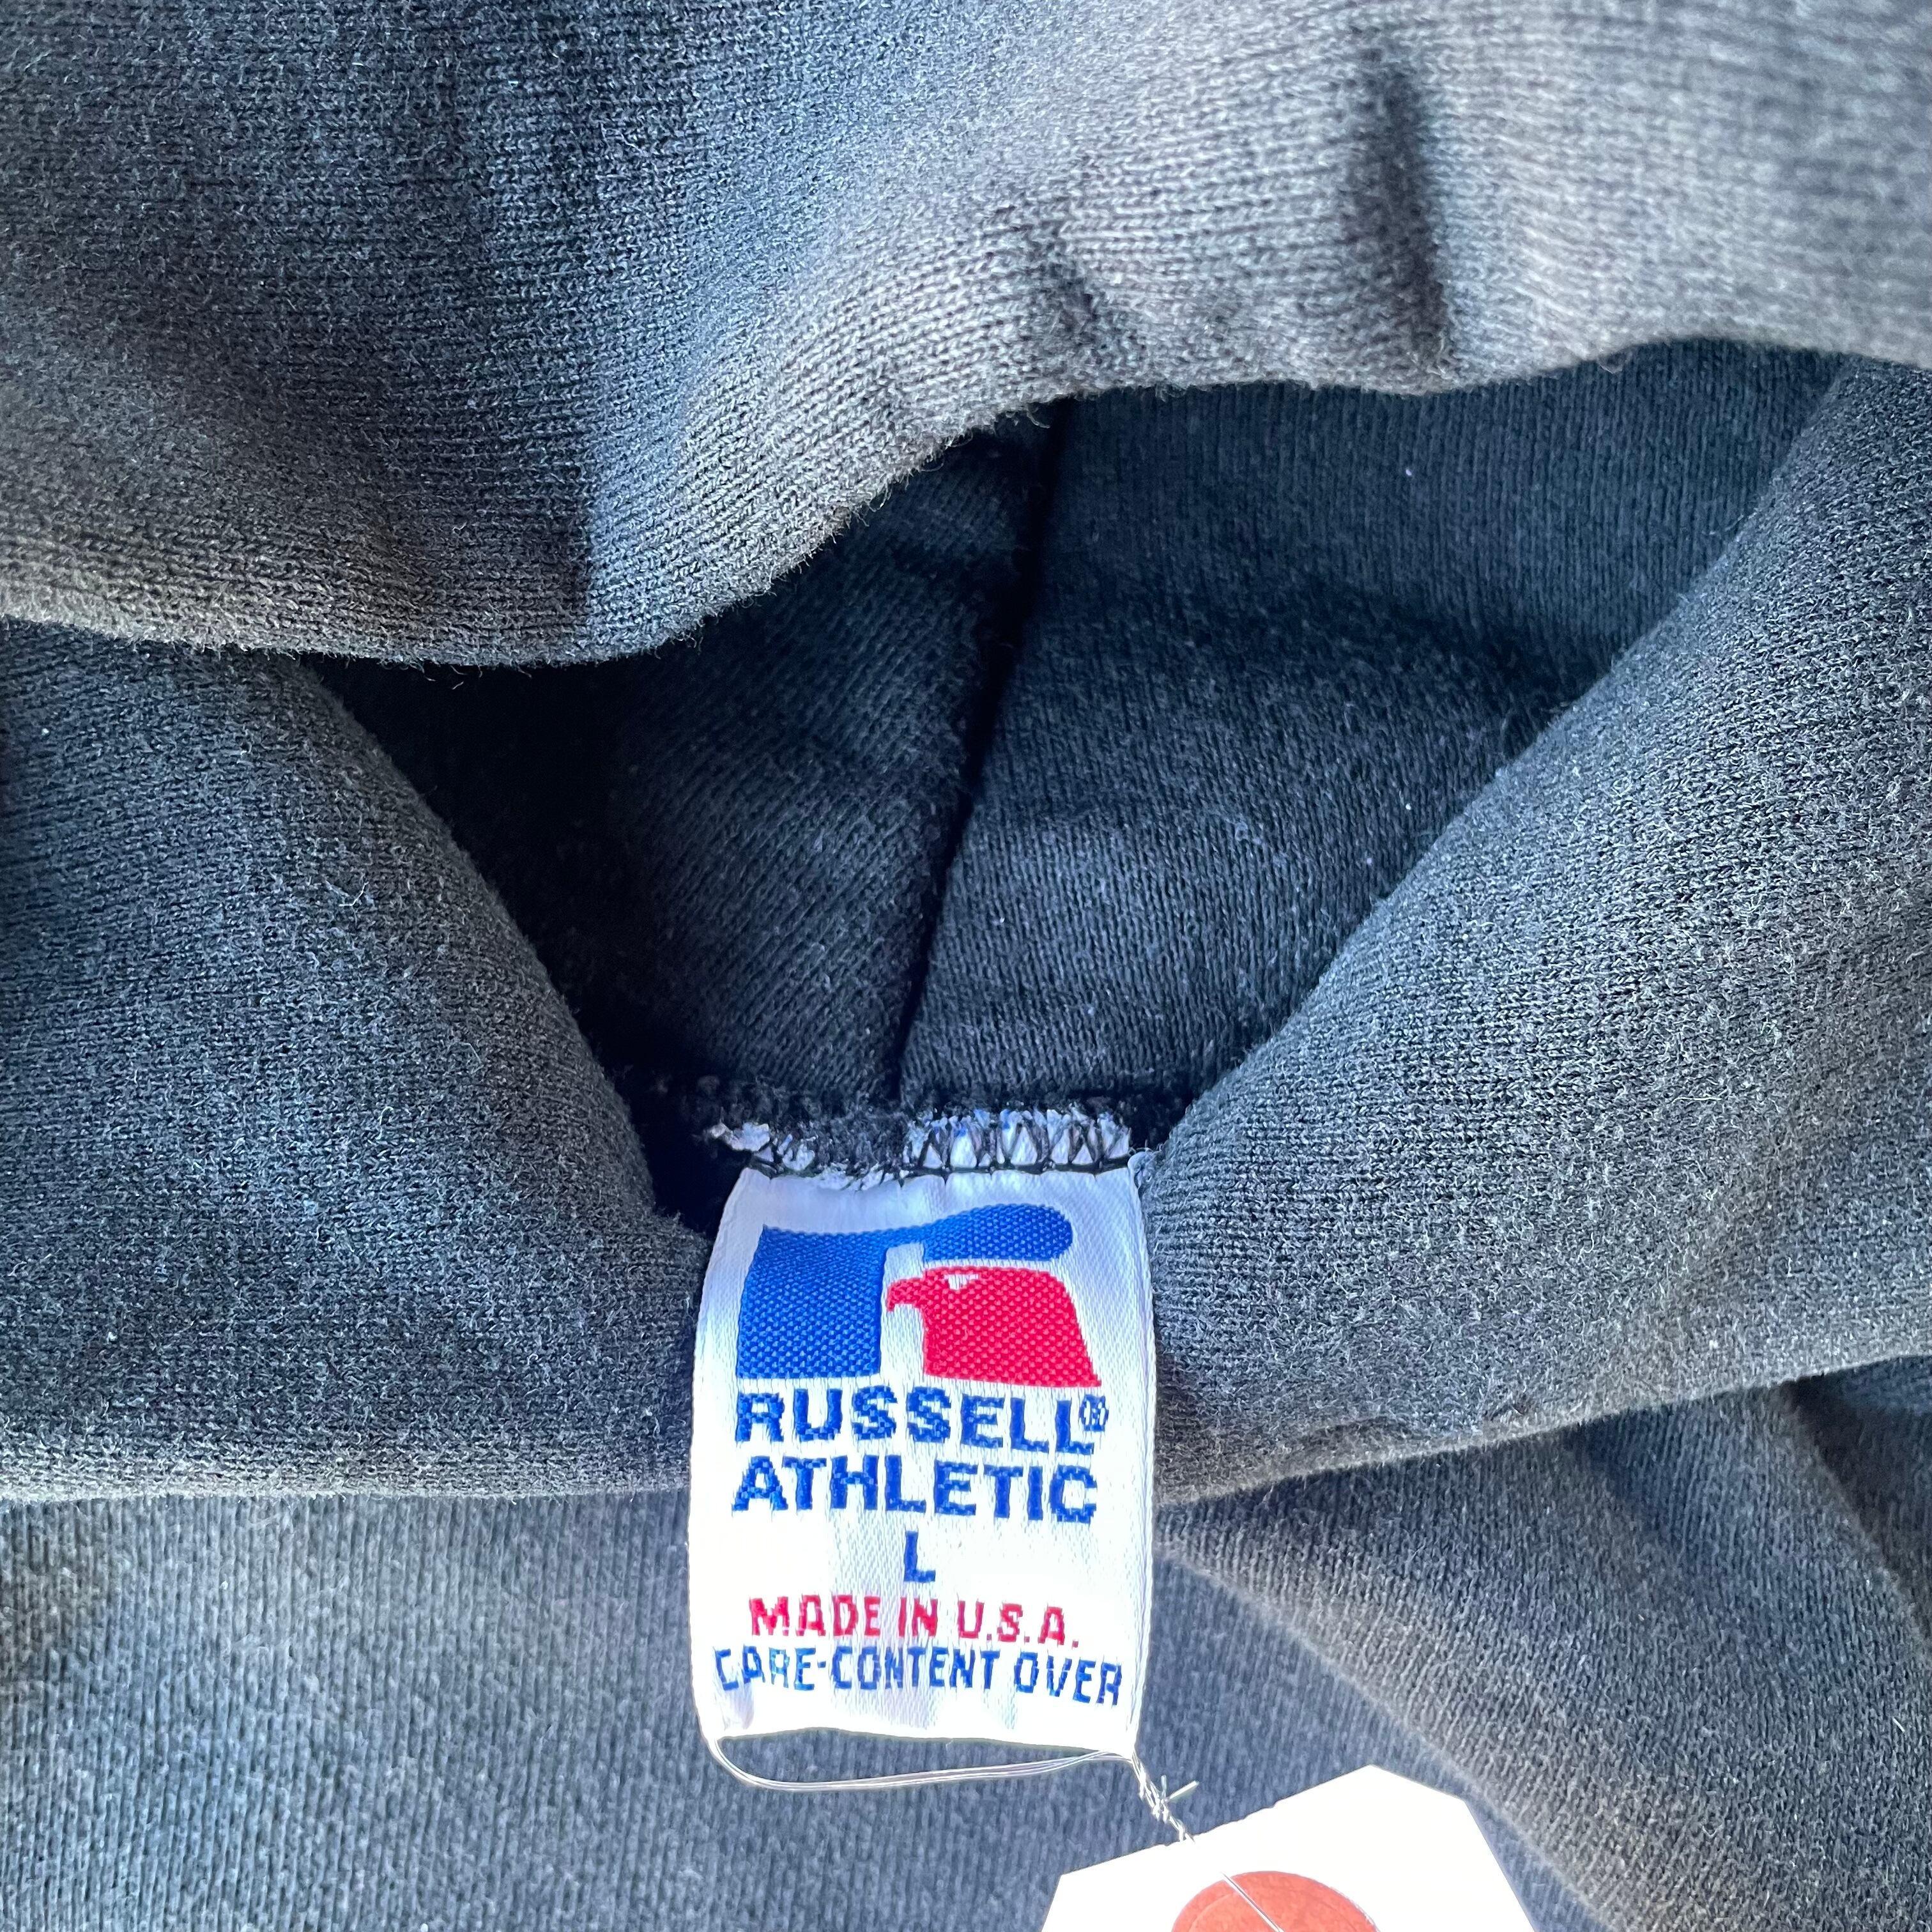 RUSSELL®
ATHLETIC
L
MADE IN U.S.A.
CARE-CONTENT OVER